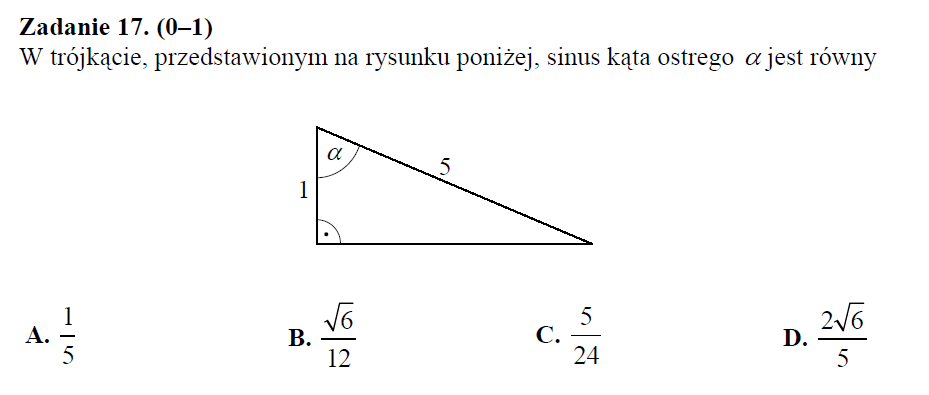 Zadanie 17. (0–1)
W trójkącie, przedstawionym na rysunku poniżej, sinus kąta ostrego α jest równy
α
5
1
A. 1/5
B. √6/12
C. 5/24
D. 2√6/5